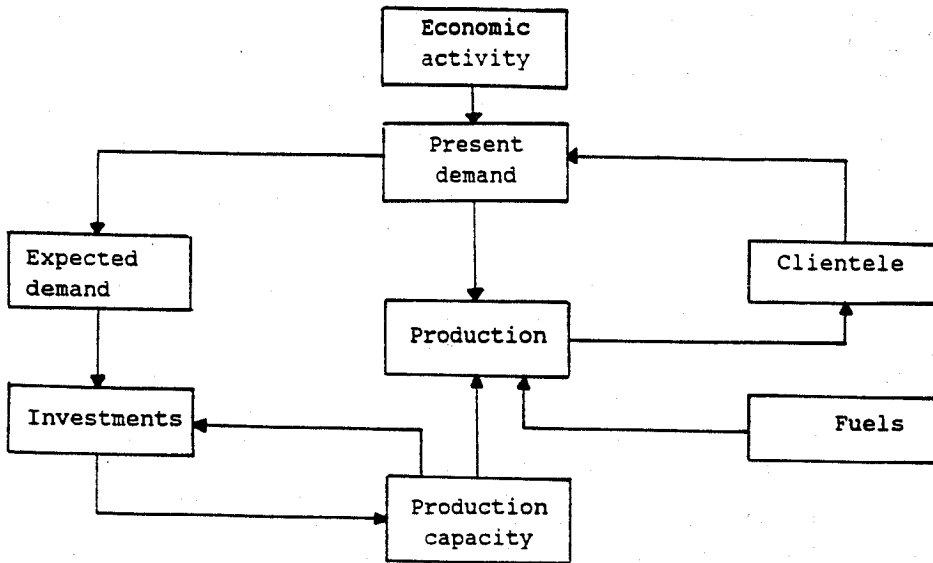 Economic
activity
Present
demand
Expected
demand
Clientele
Production
Investments
Fuels
Production
capacity